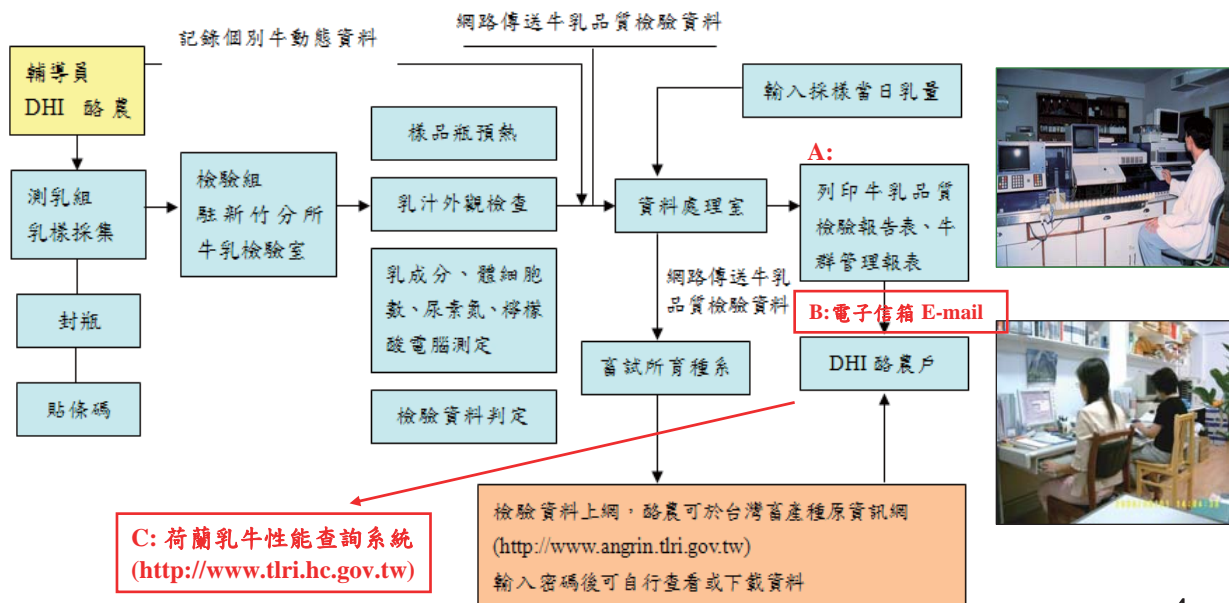 網路傳送牛乳品質檢驗資料
記錄個別牛動態資料
輔導員
DHI 酪農
輸入採樣當日乳量
樣品瓶預熱
A:
測乳組
乳樣採集
檢驗組
駐新竹分所
牛乳檢驗室
乳汁外觀檢查
資料處理室
列印牛乳品質
檢驗報告表、牛
群管理報表
乳成分、體細胞
數、尿素氮、檸檬
酸電腦測定
網路傳送牛乳
品質檢驗資料
B:電子信箱 E-mail
封瓶
畜試所育種系
DHI 酪農戶
貼條碼
檢驗資料判定
C: 荷蘭乳牛性能查詢系統
(http://www.tlri.hc.gov.tw)
檢驗資料上網，酪農可於台灣畜產種原資訊網
(http://www.angrin.tlri.gov.tw)
輸入密碼後可自行查看或下載資料